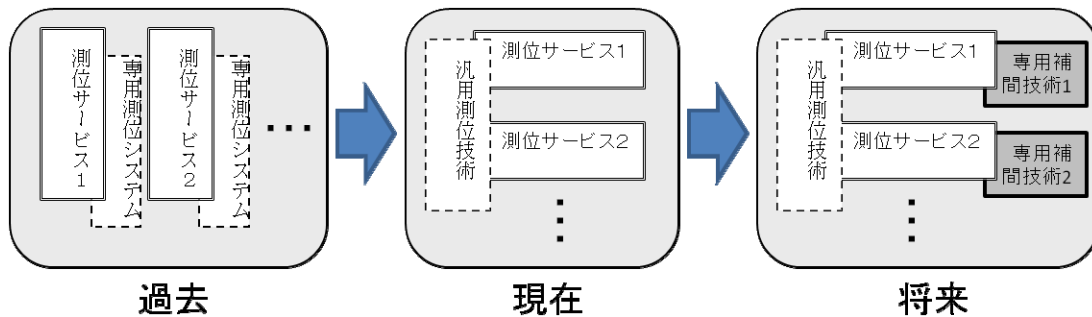 測位サービス1
専用測位システム
測位サービス2
専用測位システム
・・・
過去
汎用測位技術
測位サービス1
測位サービス2
・・・
現在
汎用測位技術
測位サービス1
専用補
間技術1
測位サービス2
専用補
間技術2
・・・
将来